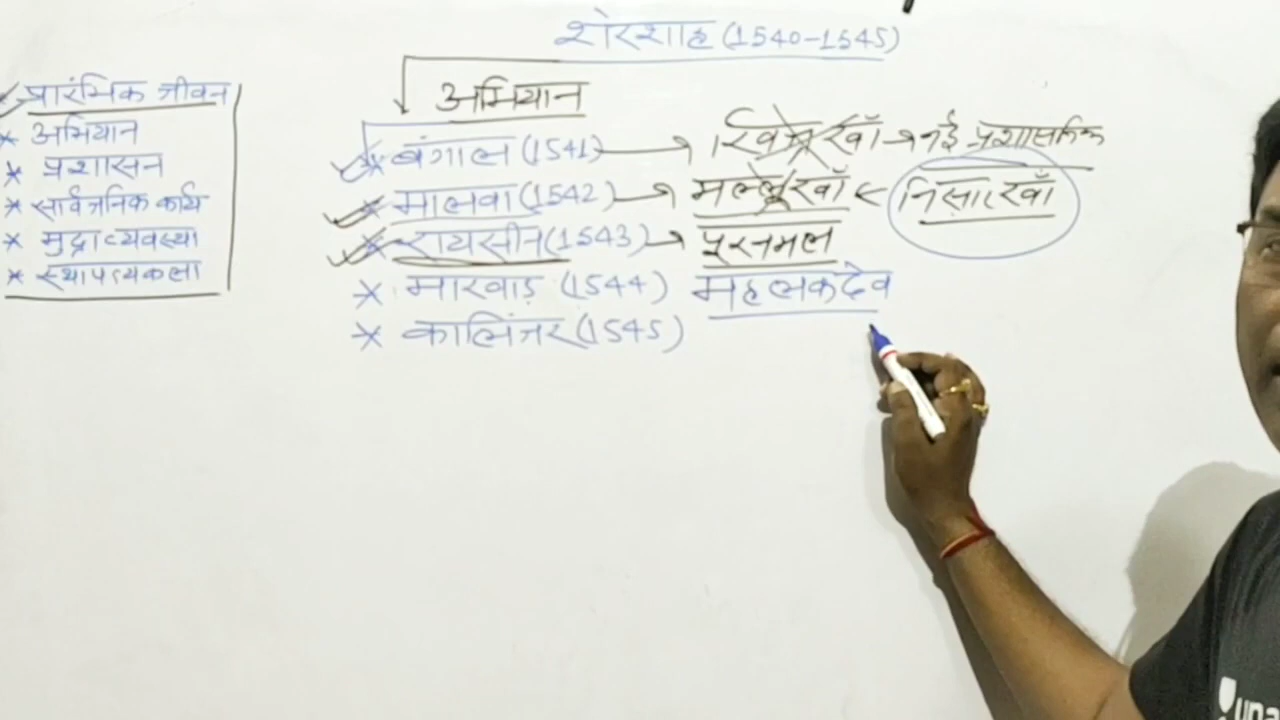 शेरशाह (1540-1545)
प्रारंभिक जीवन
* अभियान
* प्रशासन
* सार्वजनिक कार्य
* मुद्रा व्यवस्था
* स्थापत्यकला
अभियान
* बंगाल (1541) → खिज्र खाँ → नई प्रशासनिक
* मालवा (1542) → मल्लू खाँ ← निसार खाँ
* रायसीन (1543) → पूरनमल
* मारवाड़ (1544) महलकदेव
* कालिंजर (1545)